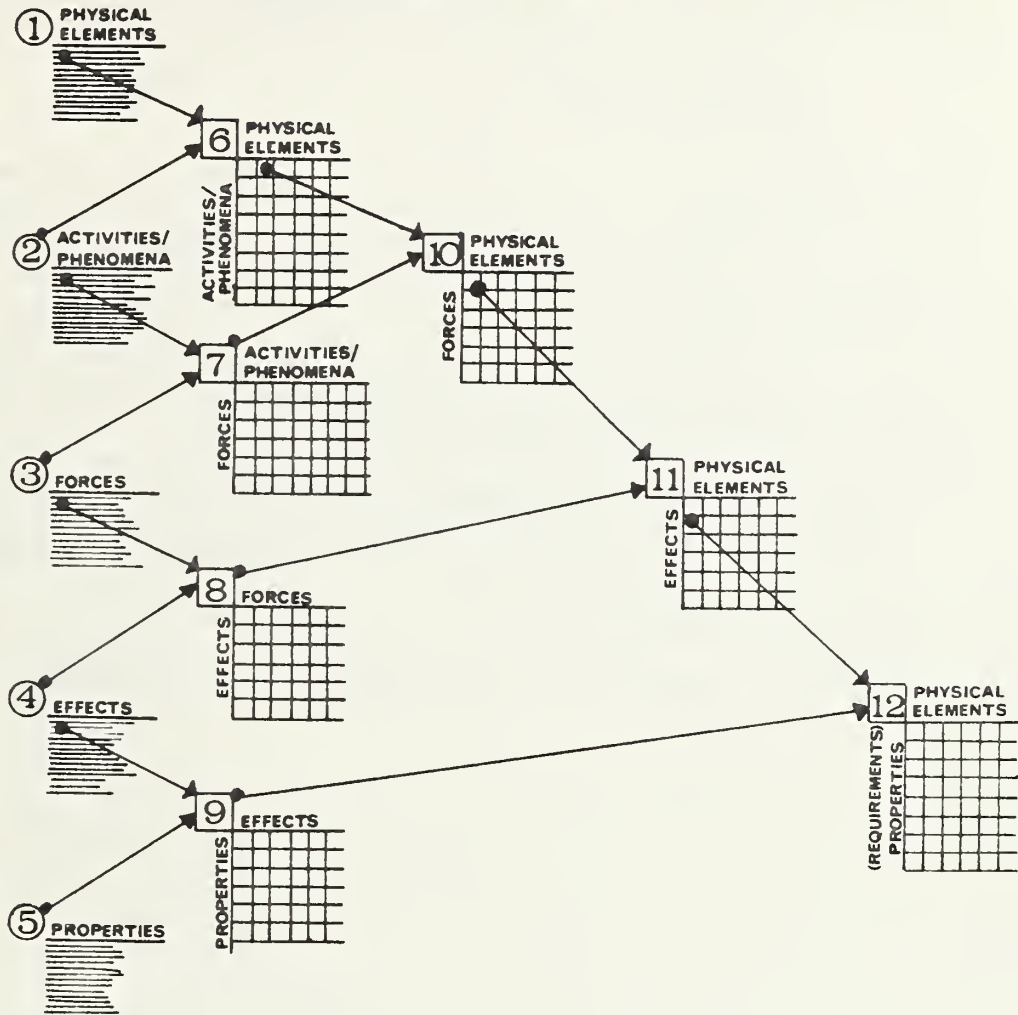 1 PHYSICAL
ELEMENTS
6 PHYSICAL
ELEMENTS
ACTIVITIES/
PHENOMENA
2 ACTIVITIES/
PHENOMENA
10 PHYSICAL
ELEMENTS
FORCES
7 ACTIVITIES/
PHENOMENA
FORCES
3 FORCES
11 PHYSICAL
ELEMENTS
EFFECTS
8 FORCES
EFFECTS
4 EFFECTS
12 PHYSICAL
ELEMENTS
(REQUIREMENTS)
PROPERTIES
9 EFFECTS
PROPERTIES
5 PROPERTIES